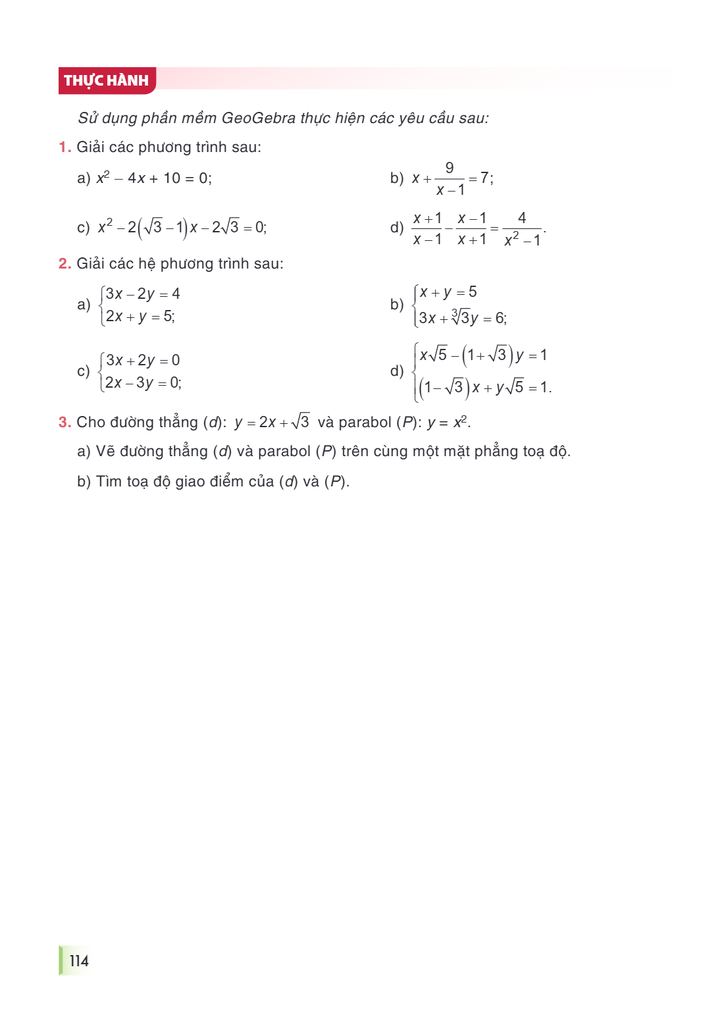 THỰC HÀNH
Sử dụng phần mềm GeoGebra thực hiện các yêu cầu sau:
1. Giải các phương trình sau:
a) x² − 4x + 10 = 0;
b) x + 9/(x − 1) = 7;
c) x² − 2(√3 − 1)x − 2√3 = 0;
d) (x + 1)/(x − 1) − (x − 1)/(x + 1) = 4/(x² − 1).
2. Giải các hệ phương trình sau:
a) {3x − 2y = 4
2x + y = 5;
b) {x + y = 5
3x + ∛3y = 6;
c) {3x + 2y = 0
2x − 3y = 0;
d) {x√5 − (1 + √3)y = 1
(1 − √3)x + y√5 = 1.
3. Cho đường thẳng (d): y = 2x + √3 và parabol (P): y = x².
a) Vẽ đường thẳng (d) và parabol (P) trên cùng một mặt phẳng toạ độ.
b) Tìm toạ độ giao điểm của (d) và (P).
114